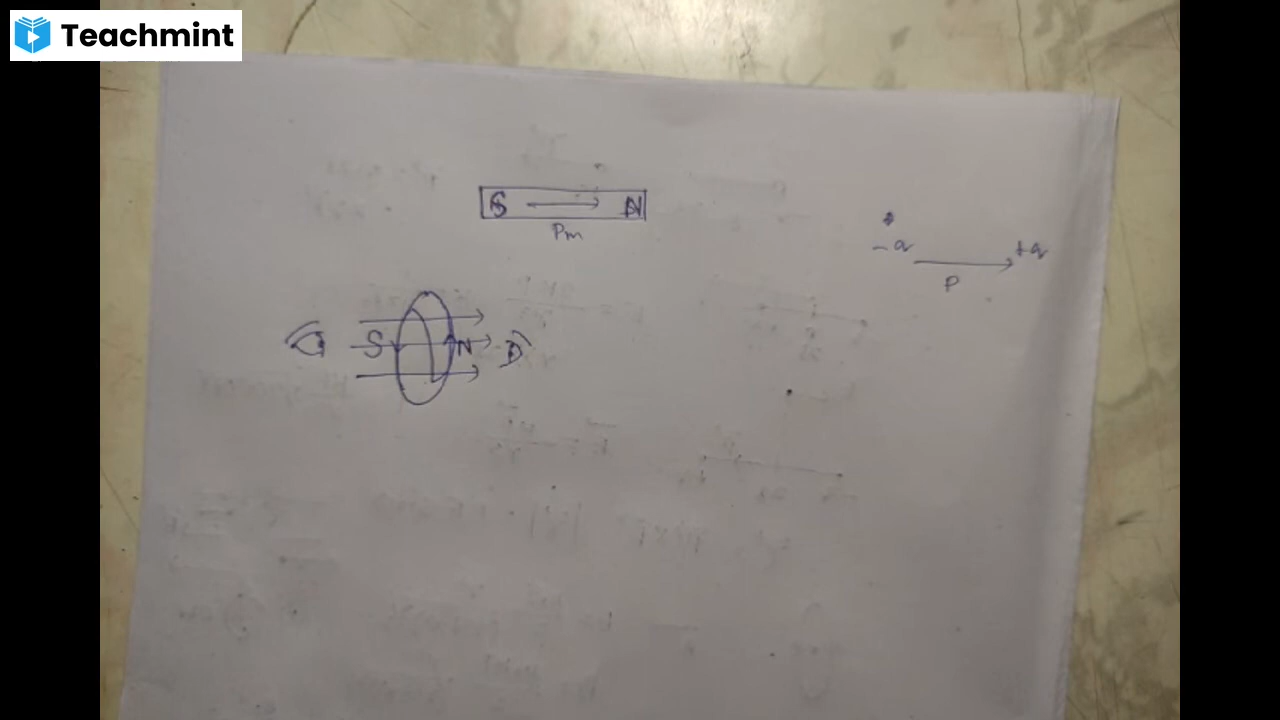 Teachmint
S N
Pm
-q +q
P
S N